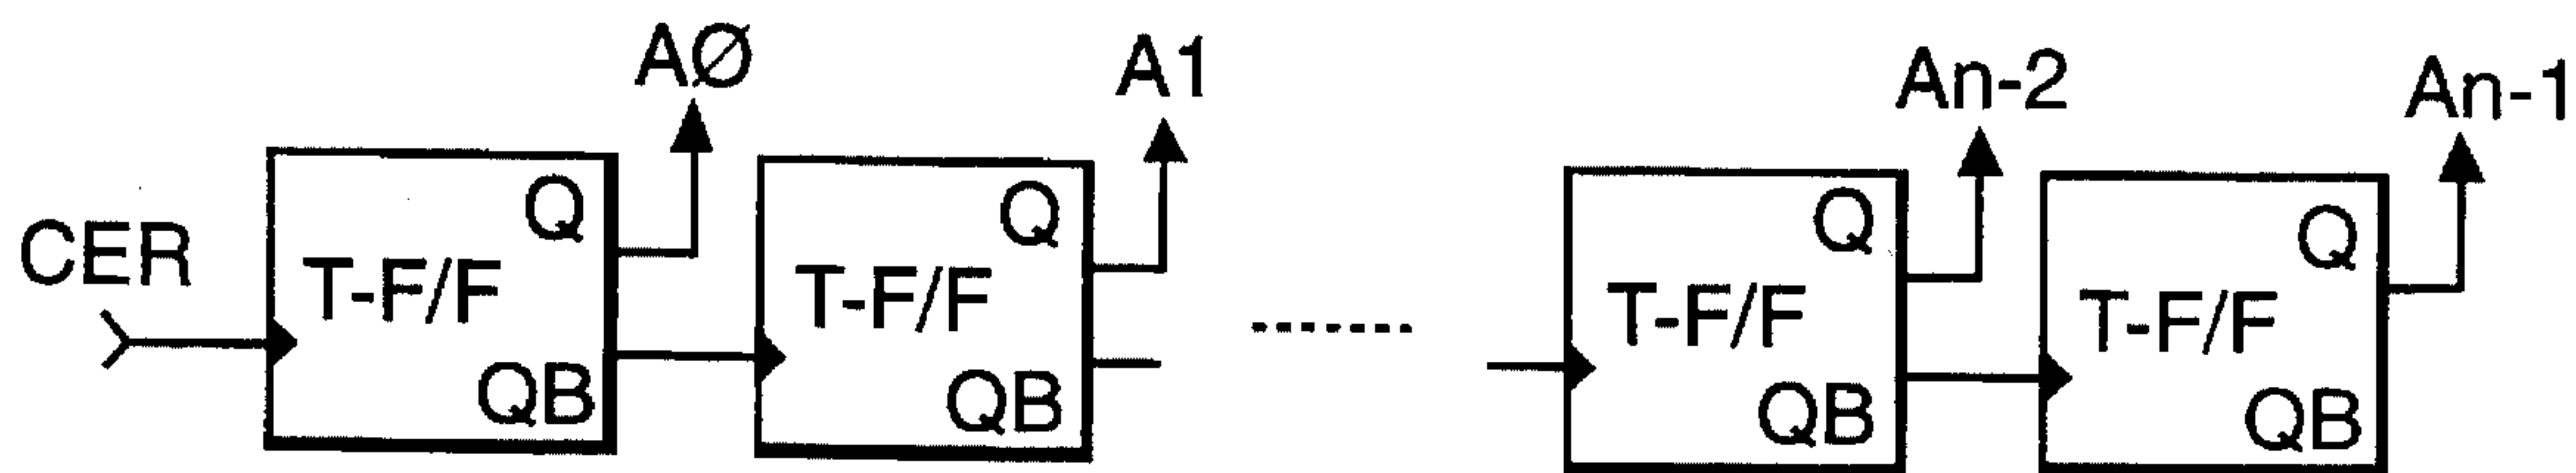 AØ A1 An-2 An-1
CER
Q Q Q Q
T-F/F T-F/F T-F/F T-F/F
QB QB QB QB